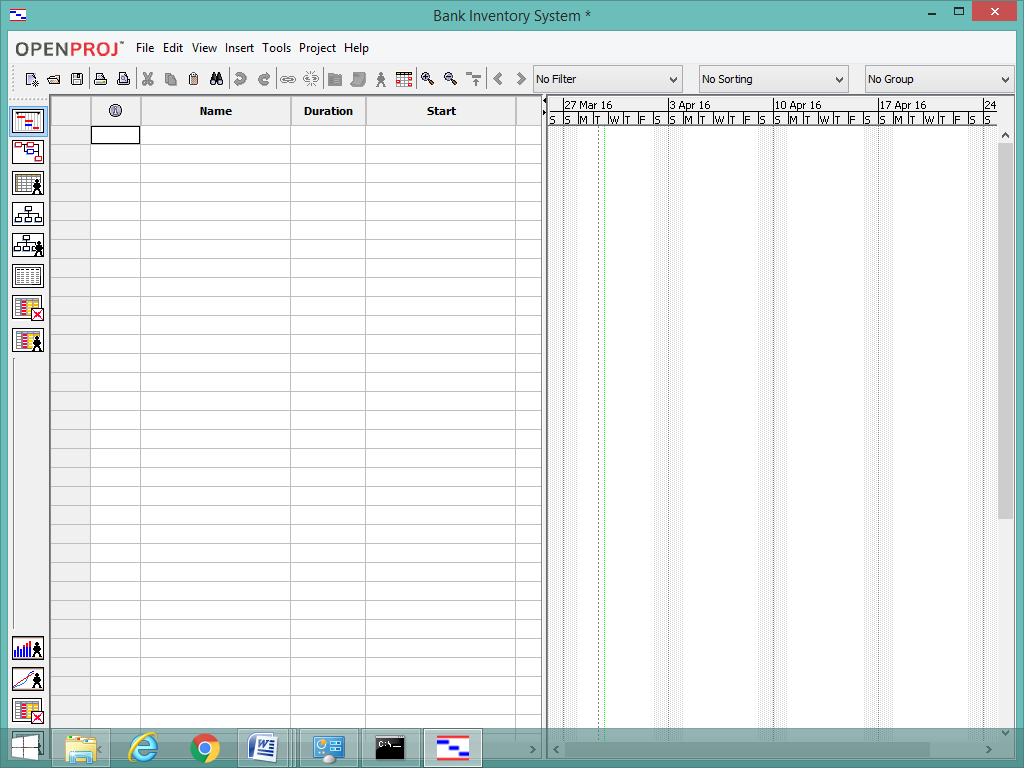 Bank Inventory System *
OPENPROJ™ File Edit View Insert Tools Project Help
No Filter No Sorting No Group
Name Duration Start
27 Mar 16 3 Apr 16 10 Apr 16 17 Apr 16 24
S S M T W T F S S M T W T F S S M T W T F S S M T W T F S S
C:\